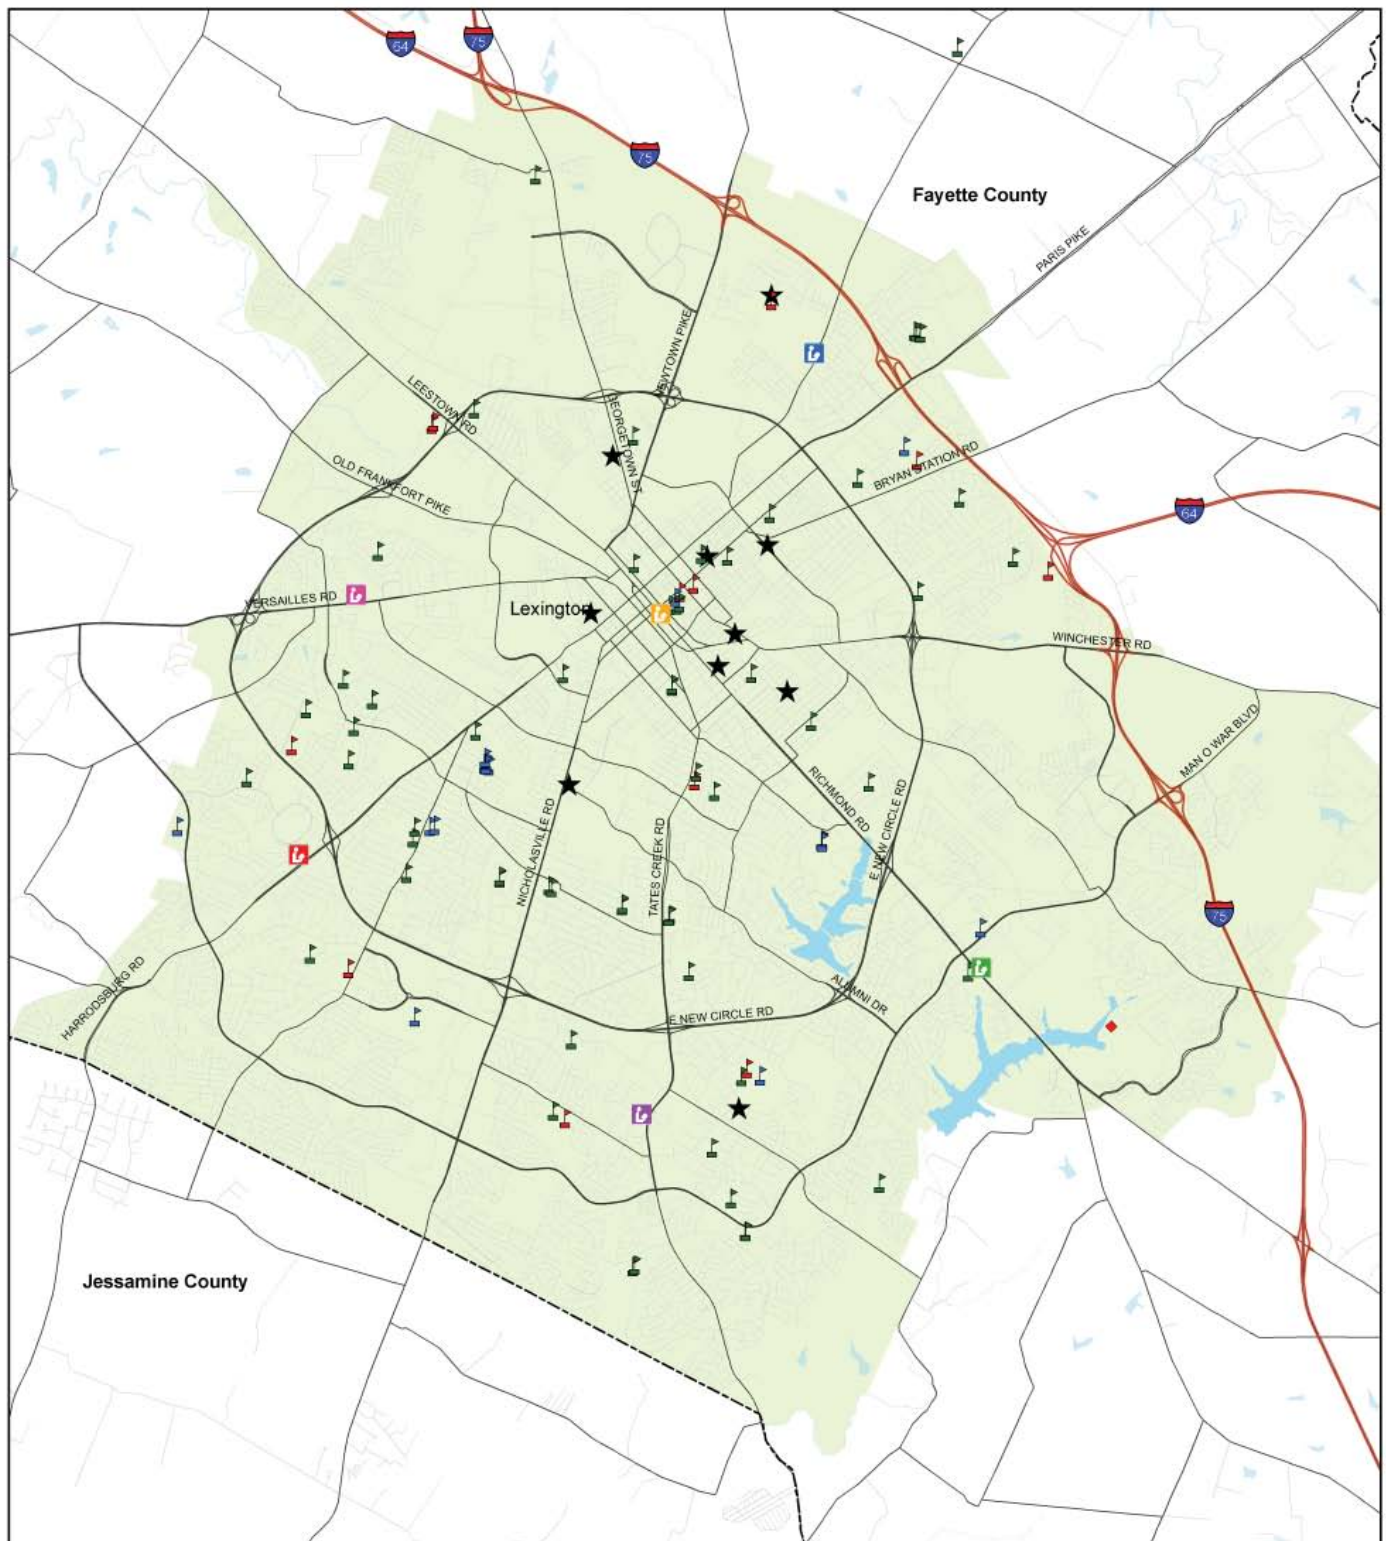 64
75
75
Fayette County
PARIS PIKE
NEWTOWN PIKE
LEESTOWN RD
GEORGETOWN ST
OLD FRANKFORT PIKE
BRYAN STATION RD
64
VERSAILLES RD
Lexington
WINCHESTER RD
MAN O WAR BLVD
RICHMOND RD
E NEW CIRCLE RD
NICHOLASVILLE RD
TATES CREEK RD
75
HARRODSBURG RD
ALUMNI DR
E NEW CIRCLE RD
Jessamine County